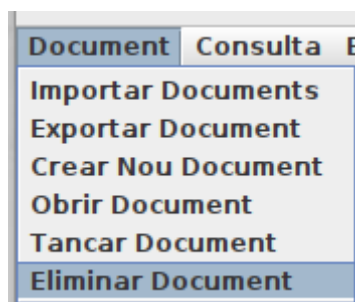 Document Consulta
Importar Documents
Exportar Document
Crear Nou Document
Obrir Document
Tancar Document
Eliminar Document